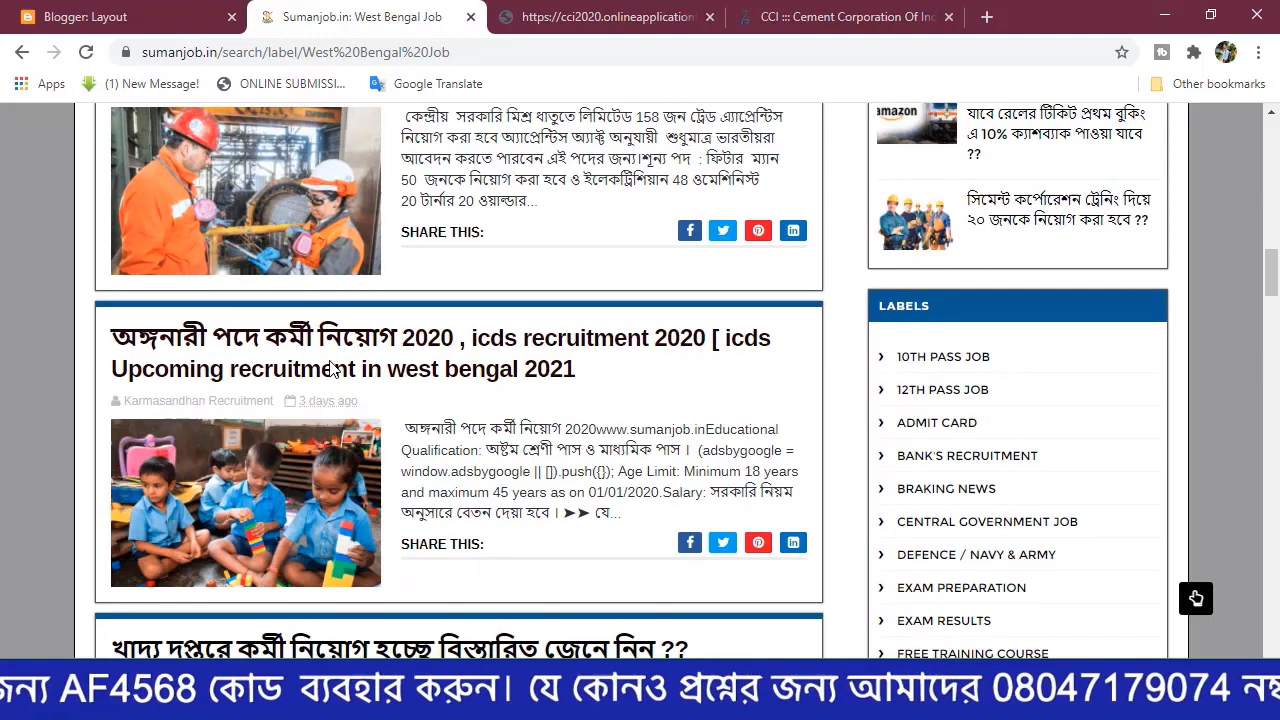 Blogger: Layout
Sumanjob.in: West Bengal Job
https://cci2020.onlineapplication
CCI ::: Cement Corporation Of Inc
sumanjob.in/search/label/West%20Bengal%20Job
Apps
(1) New Message!
ONLINE SUBMISSI...
Google Translate
Other bookmarks
কেন্দ্রীয় সরকারি মিশ্র ধাতুতে লিমিটেড 158 জন ট্রেড এ্যাপ্রেন্টিস
নিয়োগ করা হবে অ্যাপ্রেন্টিস অ্যাক্ট অনুযায়ী শুধুমাত্র ভারতীয়রা
আবেদন করতে পারবেন এই পদের জন্য।শূন্য পদ : ফিটার ম্যান
50 জনকে নিয়োগ করা হবে ও ইলেকট্রিশিয়ান 48 ওমেশিনিস্ট
20 টার্নার 20 ওয়াল্ডার...
SHARE THIS:
অঙ্গনারী পদে কর্মী নিয়োগ 2020 , icds recruitment 2020 [ icds
Upcoming recruitment in west bengal 2021
Karmasandhan Recruitment 3 days ago
অঙ্গনারী পদে কর্মী নিয়োগ 2020www.sumanjob.inEducational
Qualification: অষ্টম শ্রেণী পাস ও মাধ্যমিক পাস । (adsbygoogle =
window.adsbygoogle || []).push({}); Age Limit: Minimum 18 years
and maximum 45 years as on 01/01/2020.Salary: সরকারি নিয়ম
অনুসারে বেতন দেয়া হবে । ➤➤ যে...
SHARE THIS:
খাদ্য দপ্তরে কর্মী নিয়োগ হচ্ছে বিস্তারিত জেনে নিন ??
amazon
যাবে রেলের টিকিট প্রথম বুকিং
এ 10% ক্যাশব্যাক পাওয়া যাবে
??
সিমেন্ট কর্পোরেশন ট্রেনিং দিয়ে
২০ জনকে নিয়োগ করা হবে ??
LABELS
10TH PASS JOB
12TH PASS JOB
ADMIT CARD
BANK'S RECRUITMENT
BRAKING NEWS
CENTRAL GOVERNMENT JOB
DEFENCE / NAVY & ARMY
EXAM PREPARATION
EXAM RESULTS
FREE TRAINING COURSE
জন্য AF4568 কোড ব্যবহার করুন। যে কোনও প্রশ্নের জন্য আমাদের 08047179074 নম্ব